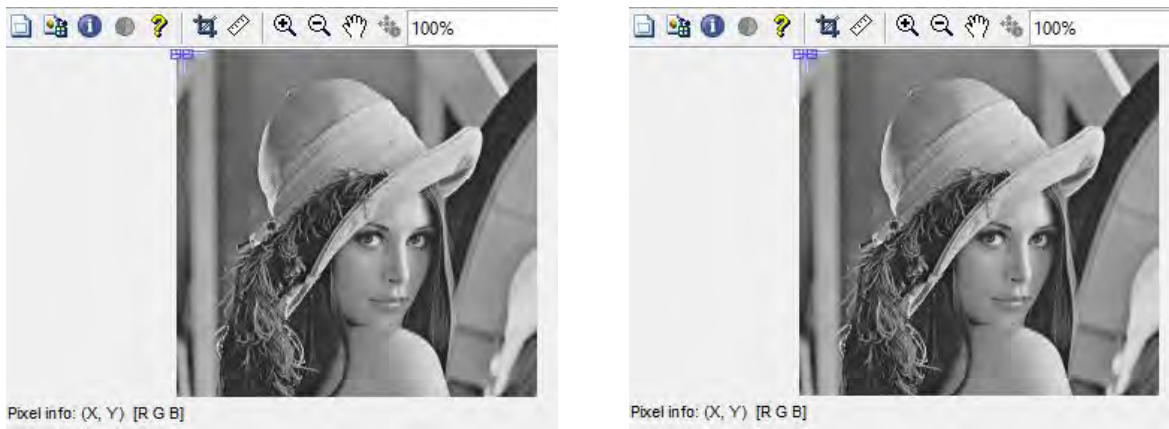 100%
100%
Pixel info: (X, Y) [R G B]
Pixel info: (X, Y) [R G B]